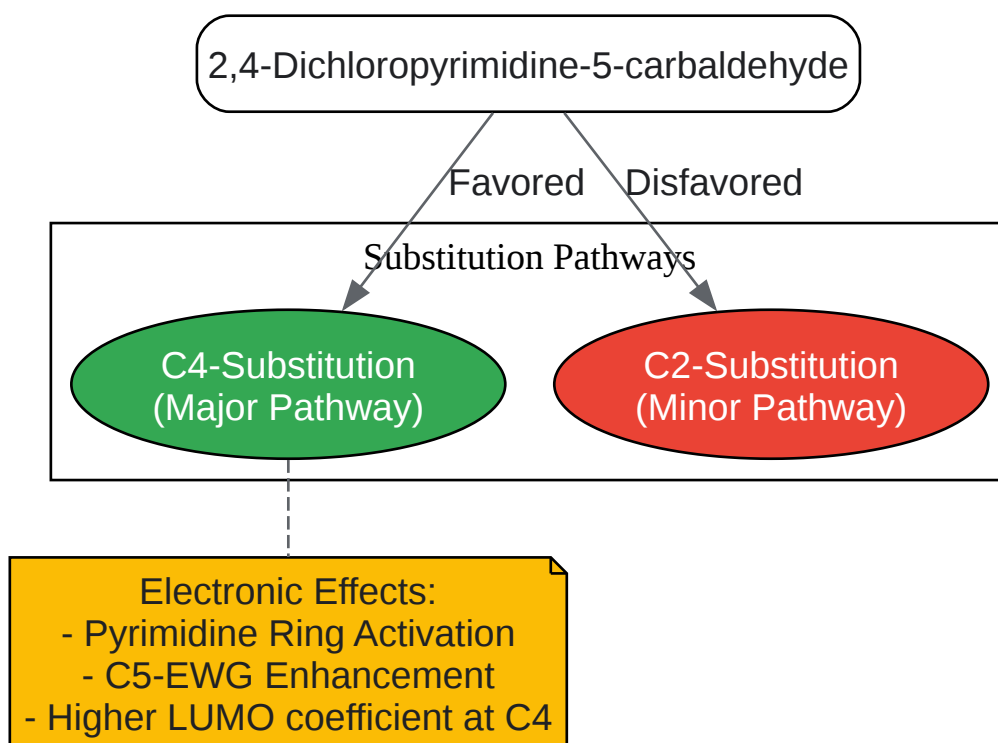 2,4-Dichloropyrimidine-5-carbaldehyde
Favored
Disfavored
Substitution Pathways
C4-Substitution
(Major Pathway)
C2-Substitution
(Minor Pathway)
Electronic Effects:
- Pyrimidine Ring Activation
- C5-EWG Enhancement
- Higher LUMO coefficient at C4